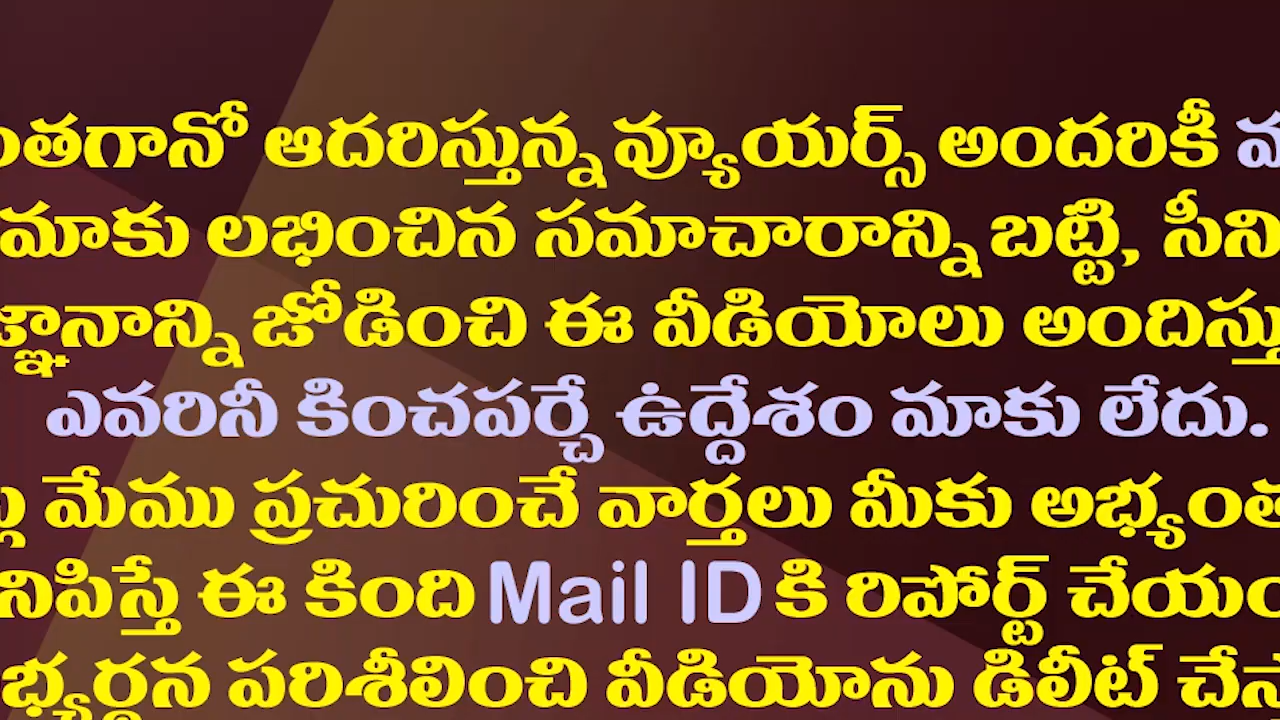 ఆదరిస్తున్న వ్యూయర్స్ అందరికీ
మాకు లభించిన సమాచారాన్ని బట్టి,
జోడించి ఈ వీడియోలు
ఎవరినీ కించపర్చే ఉద్దేశం మాకు లేదు.
మేము ప్రచురించే వార్తలు మీకు
ఈ కింది Mail ID కి రిపోర్ట్
పరిశీలించి వీడియోను డిలీట్